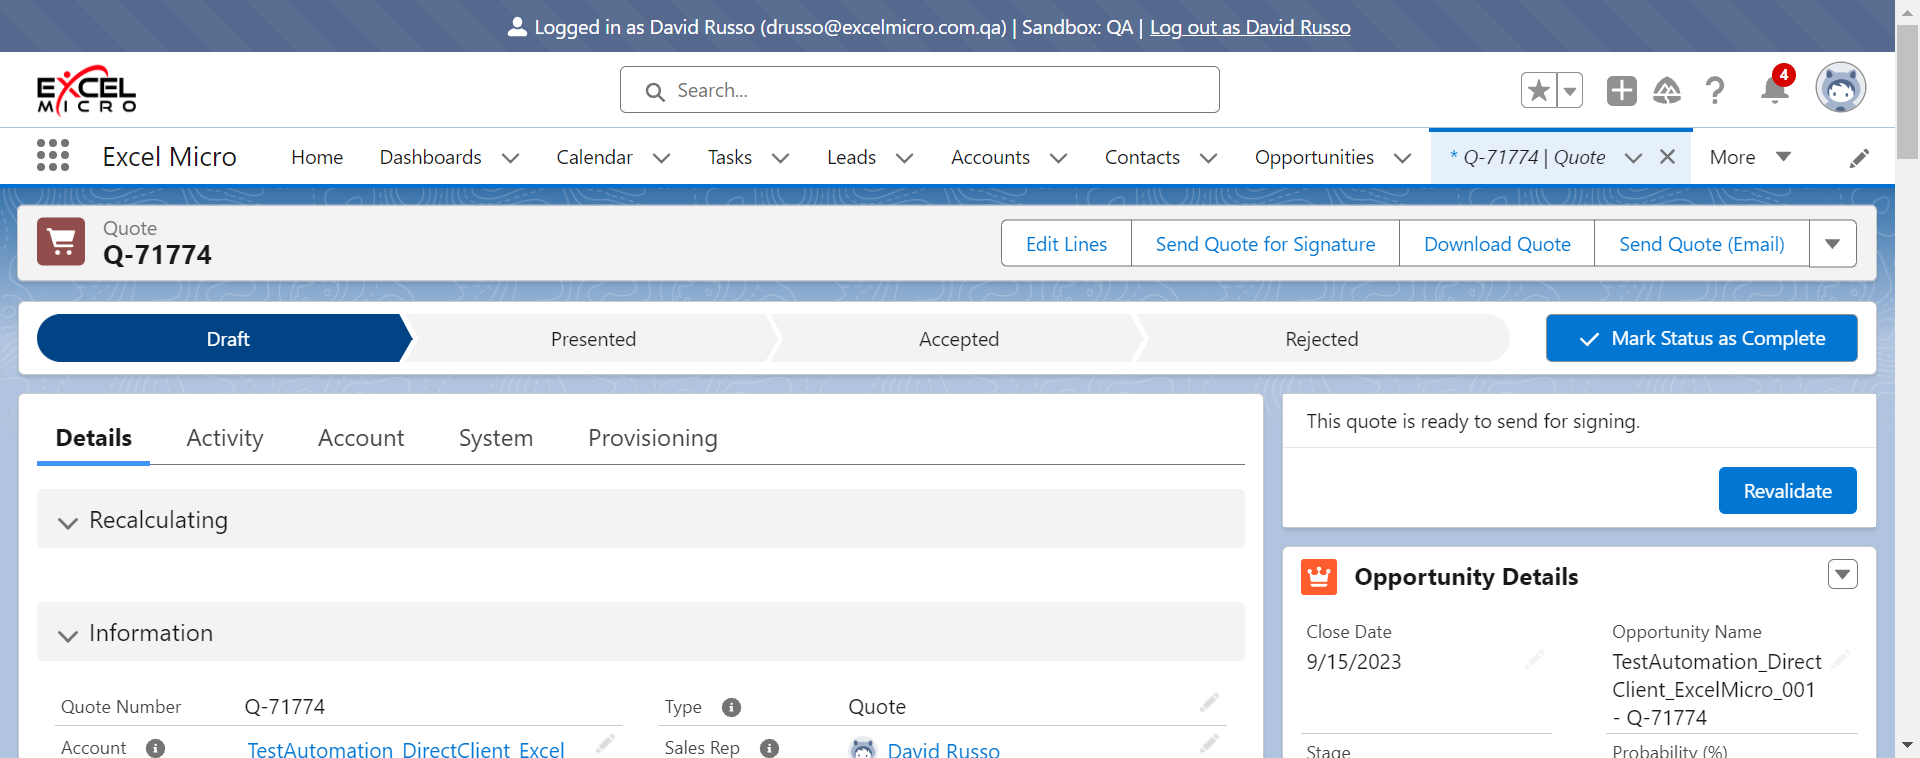 Logged in as David Russo (drusso@excelmicro.com.qa) | Sandbox: QA | Log out as David Russo
EXCEL
MICRO
Search...
4
Excel Micro
Home
Dashboards
Calendar
Tasks
Leads
Accounts
Contacts
Opportunities
* Q-71774 | Quote
More
Quote
Q-71774
Edit Lines
Send Quote for Signature
Download Quote
Send Quote (Email)
Draft
Presented
Accepted
Rejected
Mark Status as Complete
Details
Activity
Account
System
Provisioning
This quote is ready to send for signing.
Revalidate
Recalculating
Information
Quote Number
Q-71774
Type
Quote
Account
TestAutomation_DirectClient_Excel
Sales Rep
David Russo
Opportunity Details
Close Date
9/15/2023
Opportunity Name
TestAutomation_Direct
Client_ExcelMicro_001
- Q-71774
Stage
Probability (%)